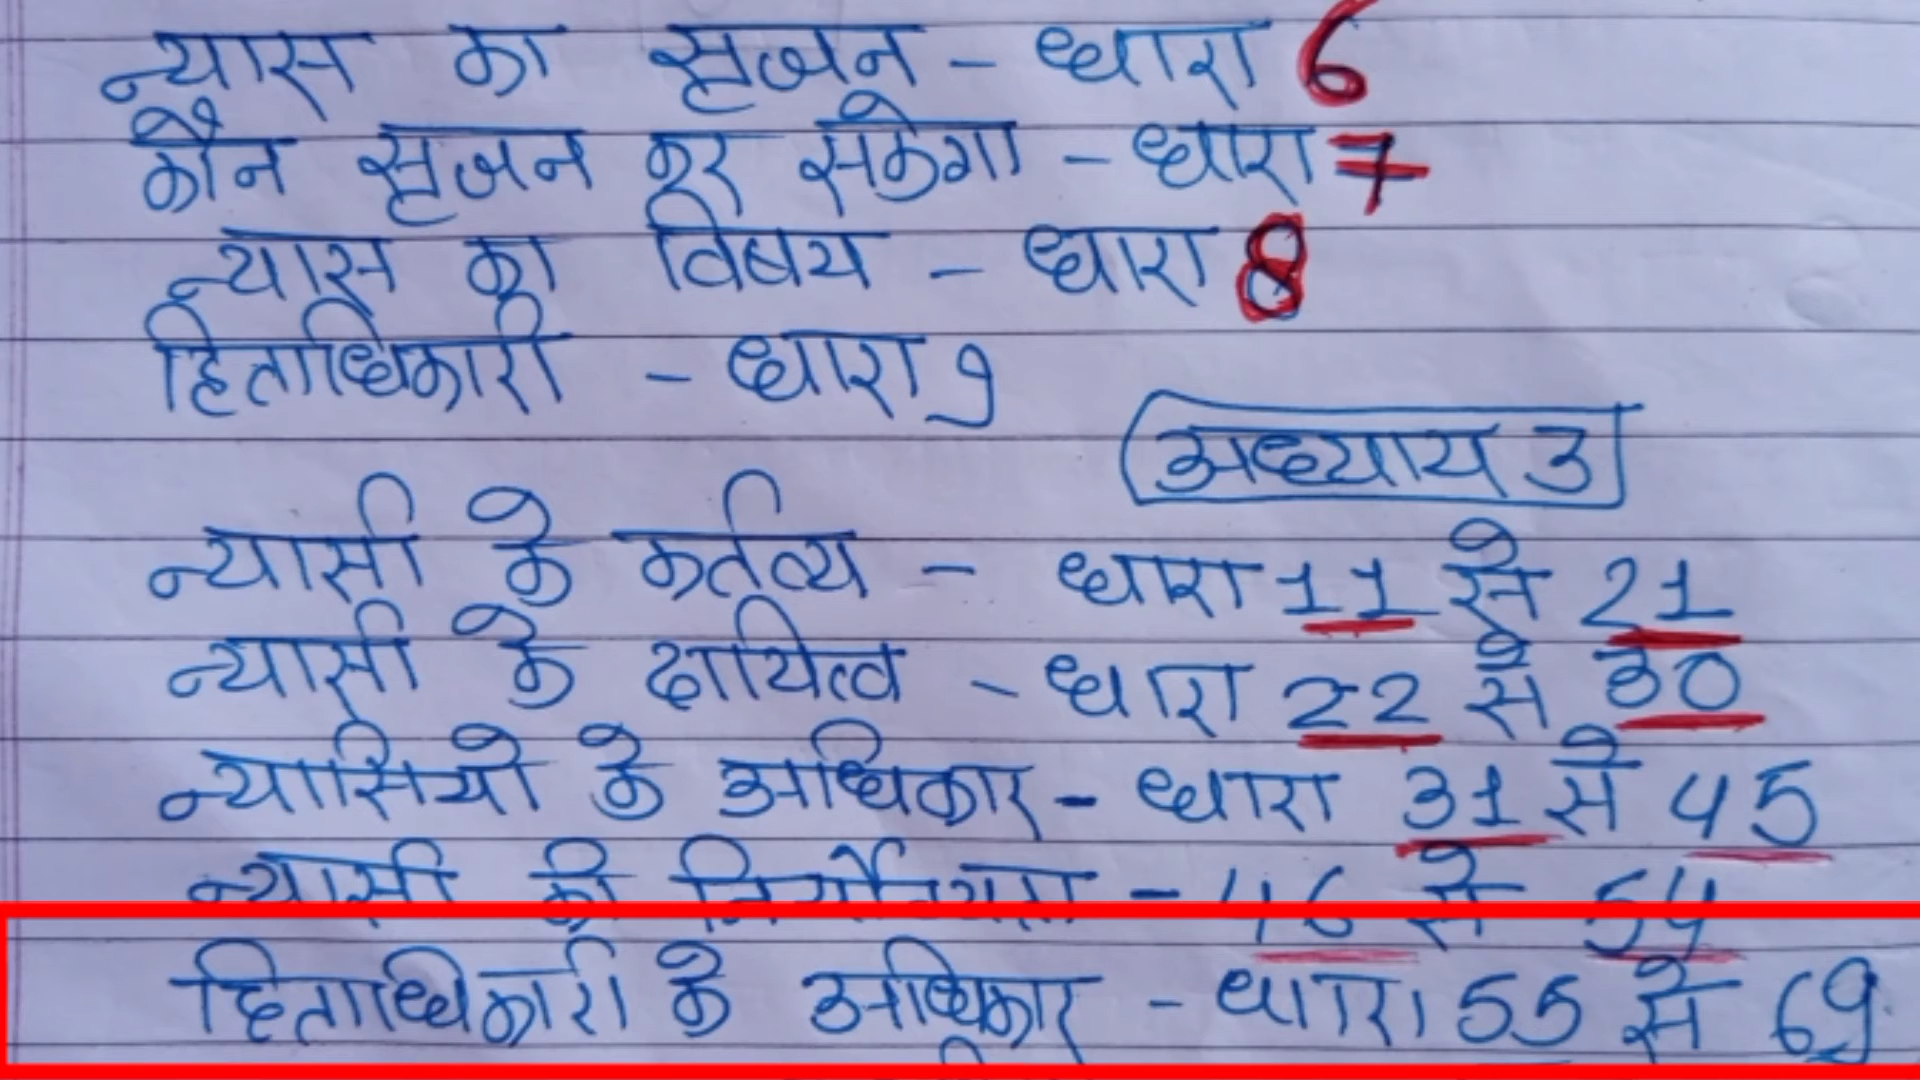 न्यास का सृजन - धारा 6
कौन सृजन कर सकेगा - धारा 7
न्यास का विषय - धारा 8
हिताधिकारी - धारा 9
अध्याय 3
न्यासी के कर्तव्य - धारा 11 से 21
न्यासी के दायित्व - धारा 22 से 30
न्यासियो के अधिकार - धारा 31 से 45
न्यासी की निर्योग्यता - 46 से 54
हिताधिकारी के अधिकार - धारा 55 से 69